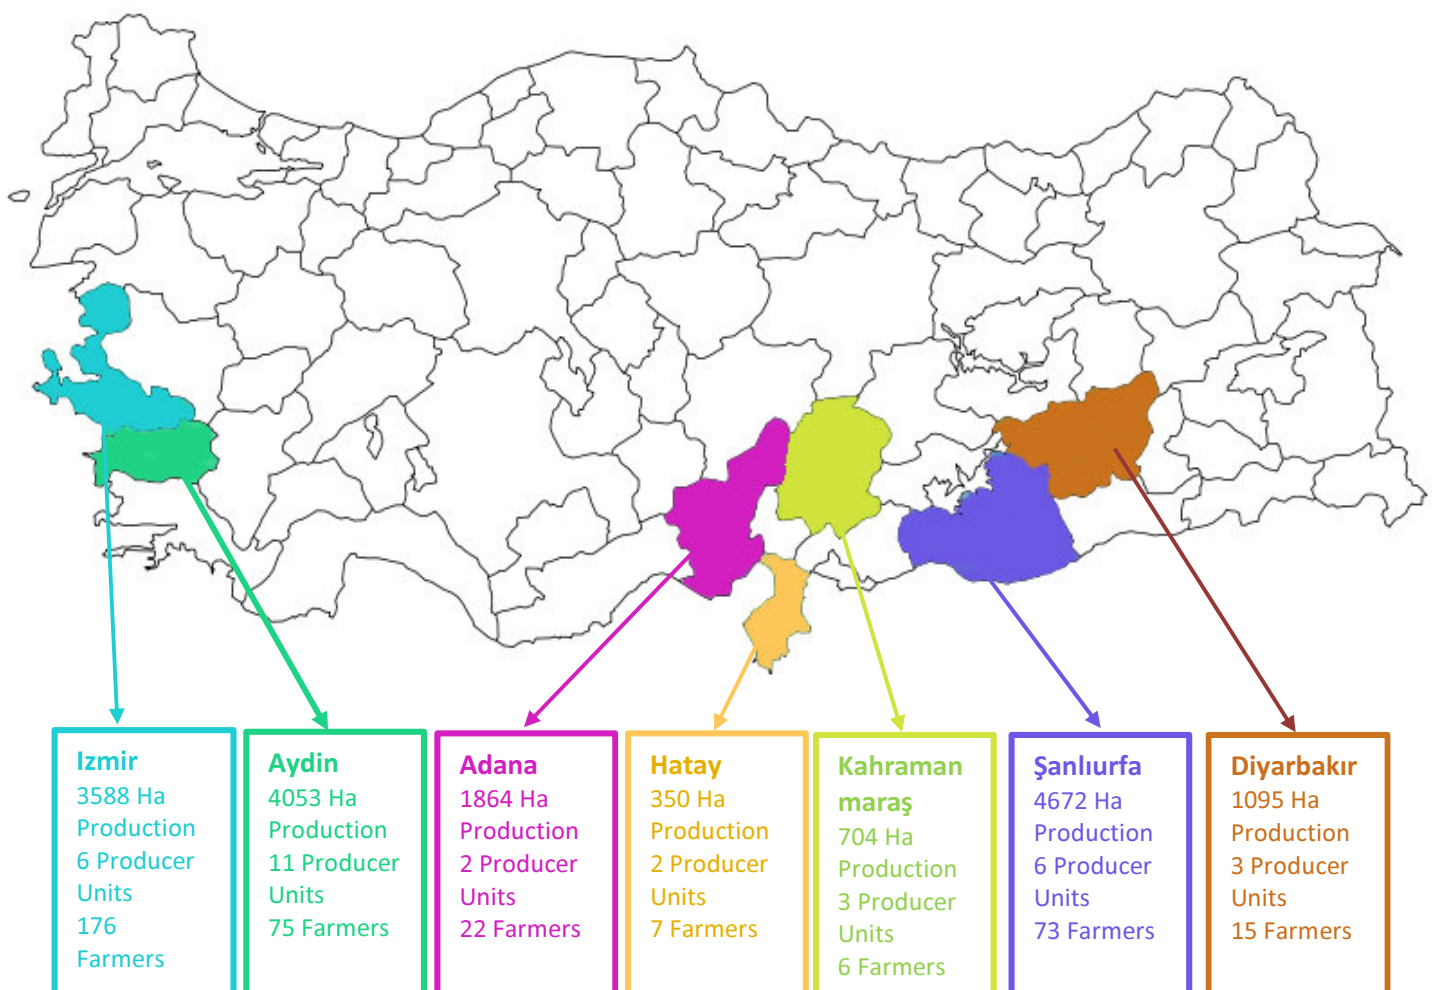 Izmir
3588 Ha
Production
6 Producer
Units
176
Farmers
Aydin
4053 Ha
Production
11 Producer
Units
75 Farmers
Adana
1864 Ha
Production
2 Producer
Units
22 Farmers
Hatay
350 Ha
Production
2 Producer
Units
7 Farmers
Kahraman
maraş
704 Ha
Production
3 Producer
Units
6 Farmers
Şanlıurfa
4672 Ha
Production
6 Producer
Units
73 Farmers
Diyarbakır
1095 Ha
Production
3 Producer
Units
15 Farmers